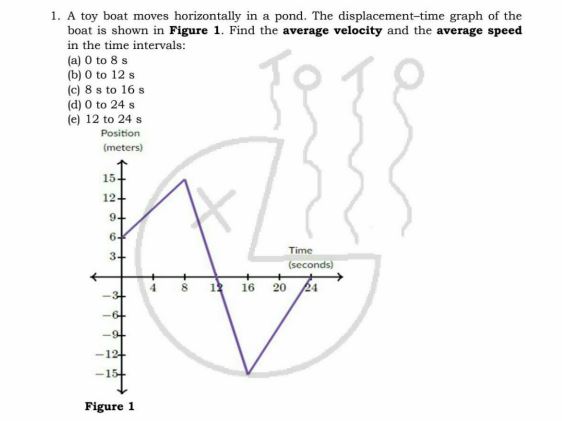 1. A toy boat moves horizontally in a pond. The displacement–time graph of the
boat is shown in Figure 1. Find the average velocity and the average speed
in the time intervals:
(a) 0 to 8 s
(b) 0 to 12 s
(c) 8 s to 16 s
(d) 0 to 24 s
(e) 12 to 24 s
Position
(meters)
15
12
9
6
3
Time
(seconds)
4 8 12 16 20 24
−3
−6
−9
−12
−15
Figure 1